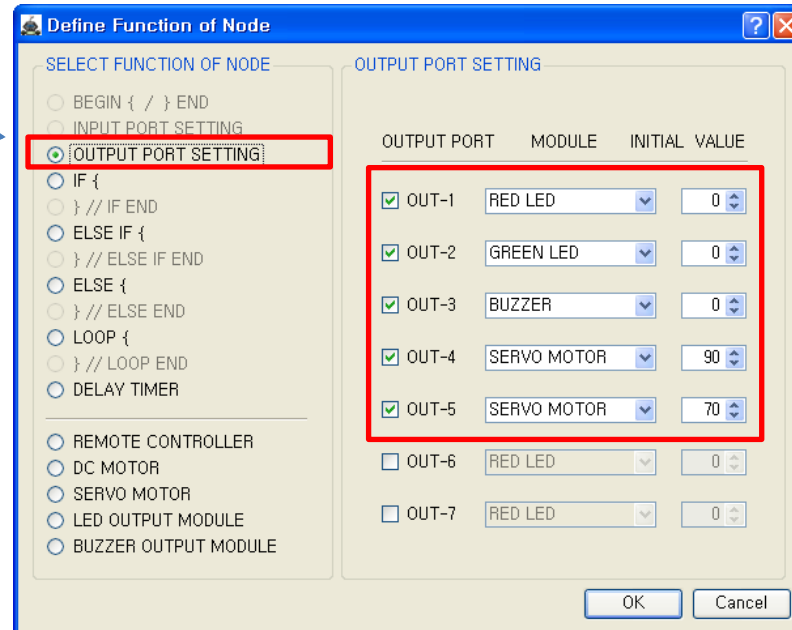 Define Function of Node
SELECT FUNCTION OF NODE
BEGIN { / } END
INPUT PORT SETTING
OUTPUT PORT SETTING
IF {
} // IF END
ELSE IF {
} // ELSE IF END
ELSE {
} // ELSE END
LOOP {
} // LOOP END
DELAY TIMER
REMOTE CONTROLLER
DC MOTOR
SERVO MOTOR
LED OUTPUT MODULE
BUZZER OUTPUT MODULE
OUTPUT PORT SETTING
OUTPUT PORT MODULE INITIAL VALUE
OUT-1 RED LED 0
OUT-2 GREEN LED 0
OUT-3 BUZZER 0
OUT-4 SERVO MOTOR 90
OUT-5 SERVO MOTOR 70
OUT-6 RED LED 0
OUT-7 RED LED 0
OK Cancel